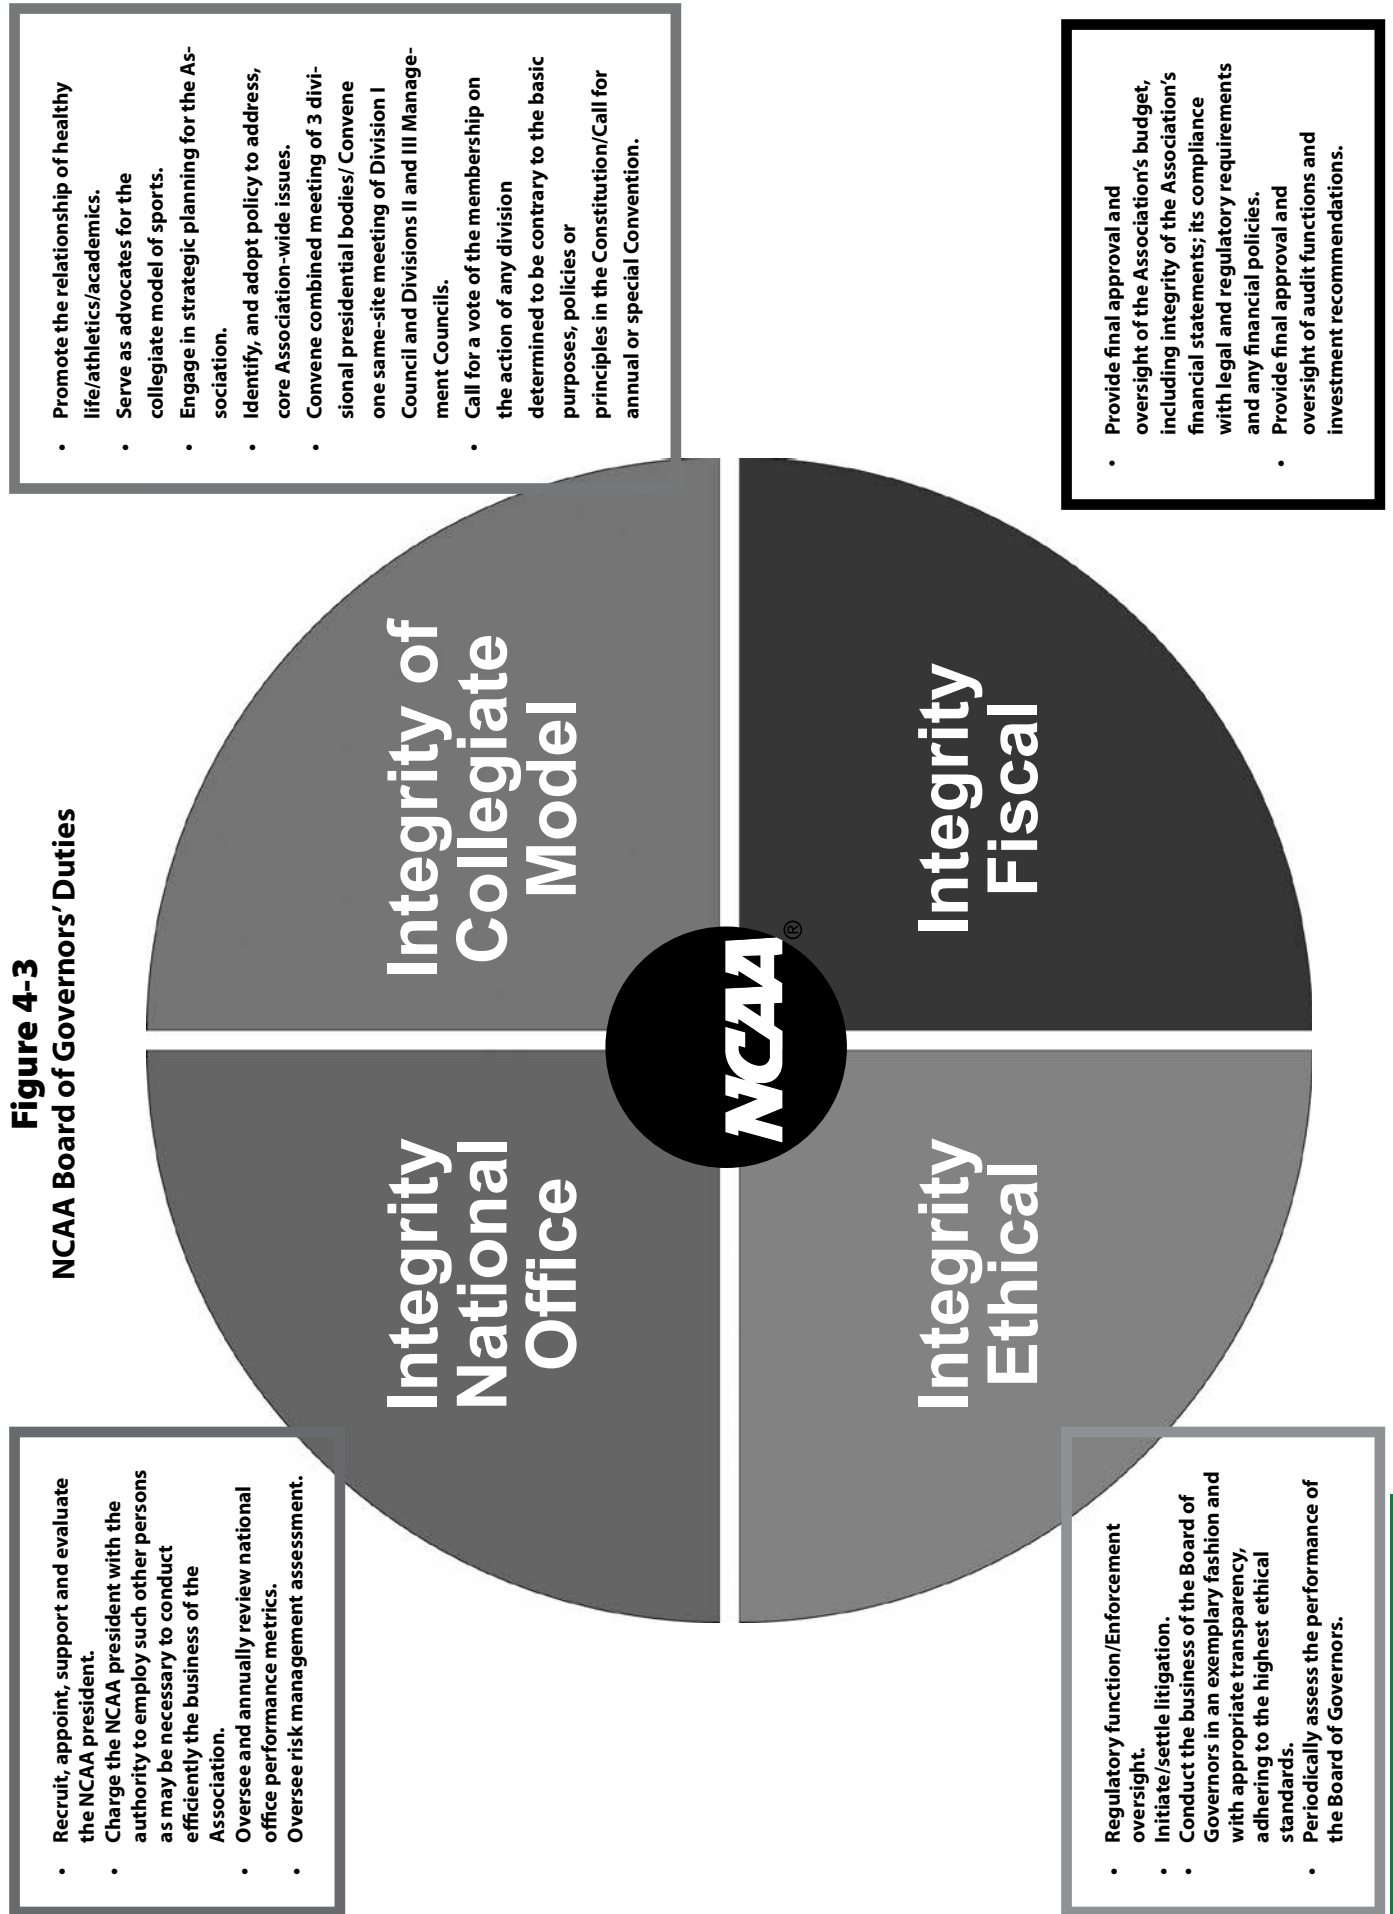 Figure 4-3
NCAA Board of Governors’ Duties
• Recruit, appoint, support and evaluate
the NCAA president.
• Charge the NCAA president with the
authority to employ such other persons
as may be necessary to conduct
efficiently the business of the
Association.
• Oversee and annually review national
office performance metrics.
• Oversee risk management assessment.
Integrity
National
Office
Integrity of
Collegiate
Model
• Promote the relationship of healthy
life/athletics/academics.
• Serve as advocates for the
collegiate model of sports.
• Engage in strategic planning for the As-
sociation.
• Identify, and adopt policy to address,
core Association-wide issues.
• Convene combined meeting of 3 divi-
sional presidential bodies/ Convene
one same-site meeting of Division I
Council and Divisions II and III Manage-
ment Councils.
• Call for a vote of the membership on
the action of any division
determined to be contrary to the basic
purposes, policies or
principles in the Constitution/Call for
annual or special Convention.
NCAA®
• Regulatory function/Enforcement
oversight.
• Initiate/settle litigation.
• Conduct the business of the Board of
Governors in an exemplary fashion and
with appropriate transparency,
adhering to the highest ethical
standards.
• Periodically assess the performance of
the Board of Governors.
Integrity
Ethical
Integrity
Fiscal
• Provide final approval and
oversight of the Association’s budget,
including integrity of the Association’s
financial statements; its compliance
with legal and regulatory requirements
and any financial policies.
• Provide final approval and
oversight of audit functions and
investment recommendations.